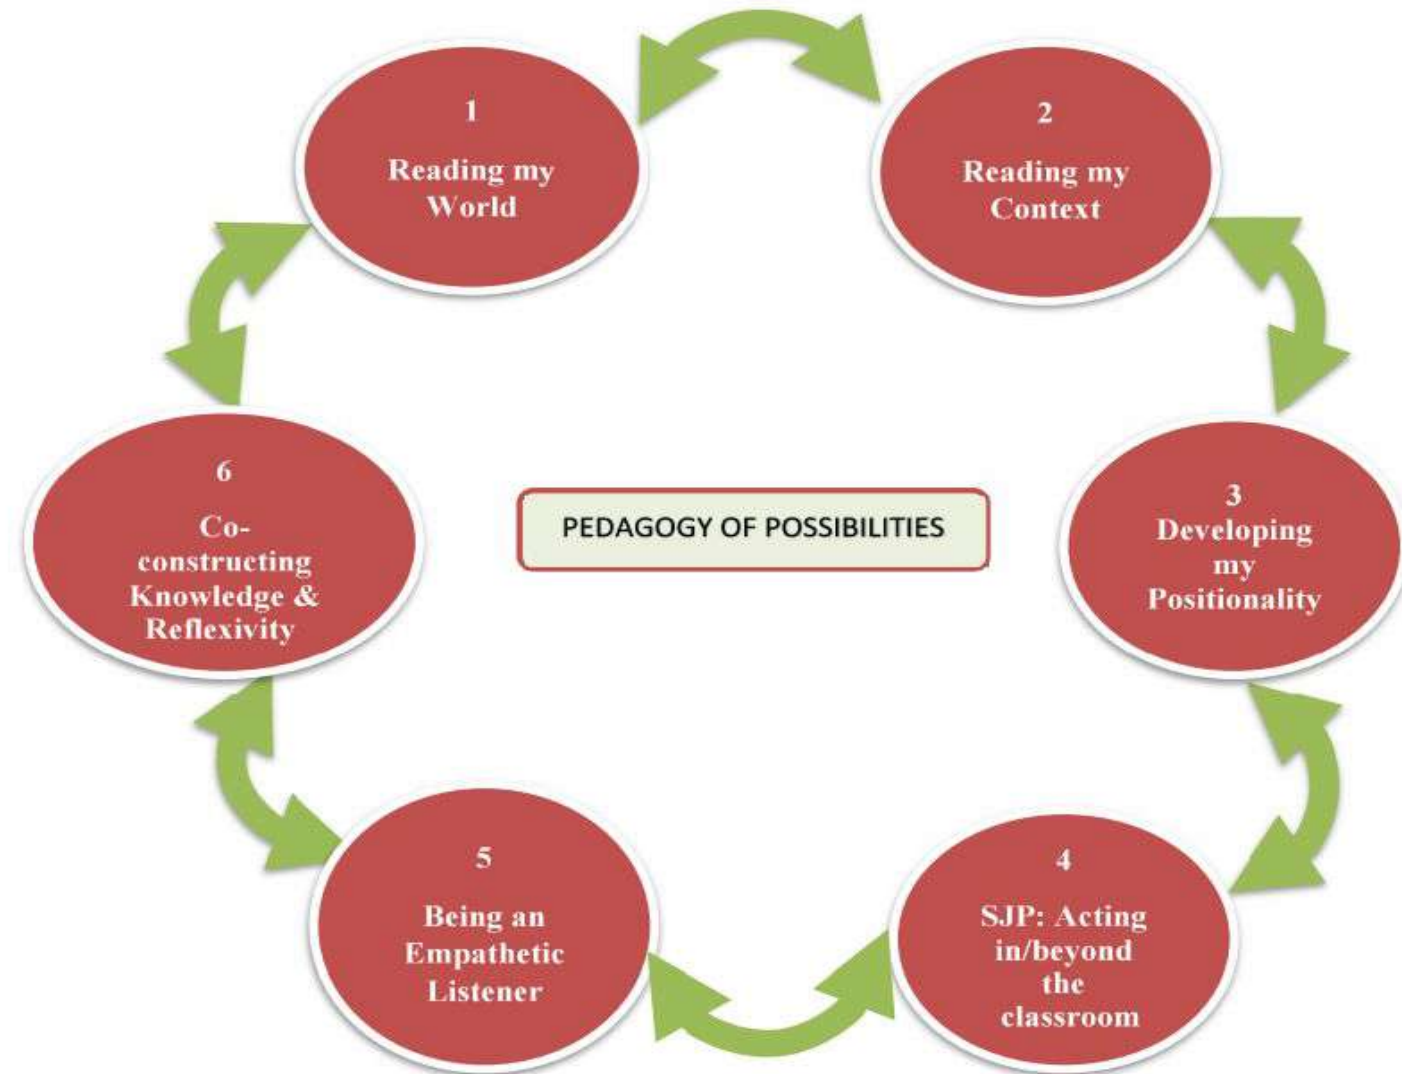 1
Reading my
World
2
Reading my
Context
3
Developing
my
Positionality
4
SJP: Acting
in/beyond
the
classroom
5
Being an
Empathetic
Listener
6
Co-
constructing
Knowledge &
Reflexivity
PEDAGOGY OF POSSIBILITIES